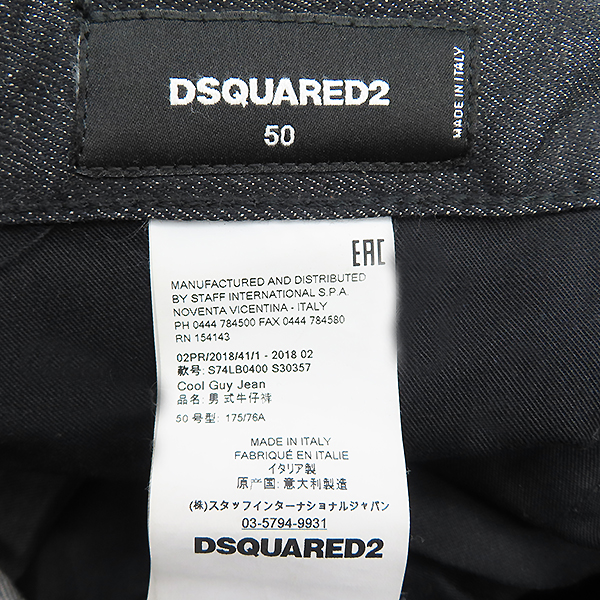 DSQUARED2
50
MADE IN ITALY
EAC
MANUFACTURED AND DISTRIBUTED
BY STAFF INTERNATIONAL S.P.A.
NOVENTA VICENTINA - ITALY
PH 0444 784500 FAX 0444 784580
RN 154143
02PR/2018/41/1 - 2018 02
款号: S74LB0400 S30357
Cool Guy Jean
品名: 男式牛仔裤
50 号型: 175/76A
MADE IN ITALY
FABRIQUÉ EN ITALIE
イタリア製
原产国: 意大利製造
(株)スタッフインターナショナルジャパン
03-5794-9931
DSQUARED2